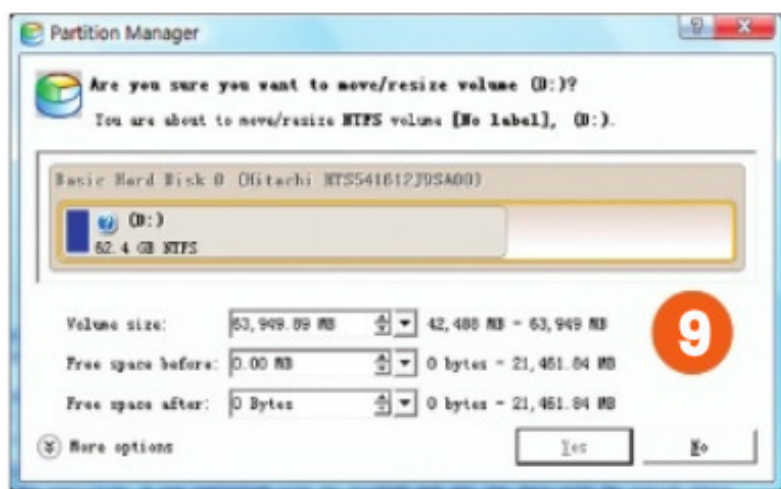 Partition Manager
Are you sure you want to move/resize volume (D:)?
You are about to move/resize NTFS volume [No label], (D:).
Basic Hard Disk 0 (Hitachi HTS541612J9SA00)
(D:)
62.4 GB NTFS
Volume size: 63,949.89 MB 42,488 MB - 63,949 MB
Free space before: 0.00 MB 0 bytes - 21,461.84 MB
Free space after: 0 Bytes 0 bytes - 21,461.84 MB
9
More options Yes No